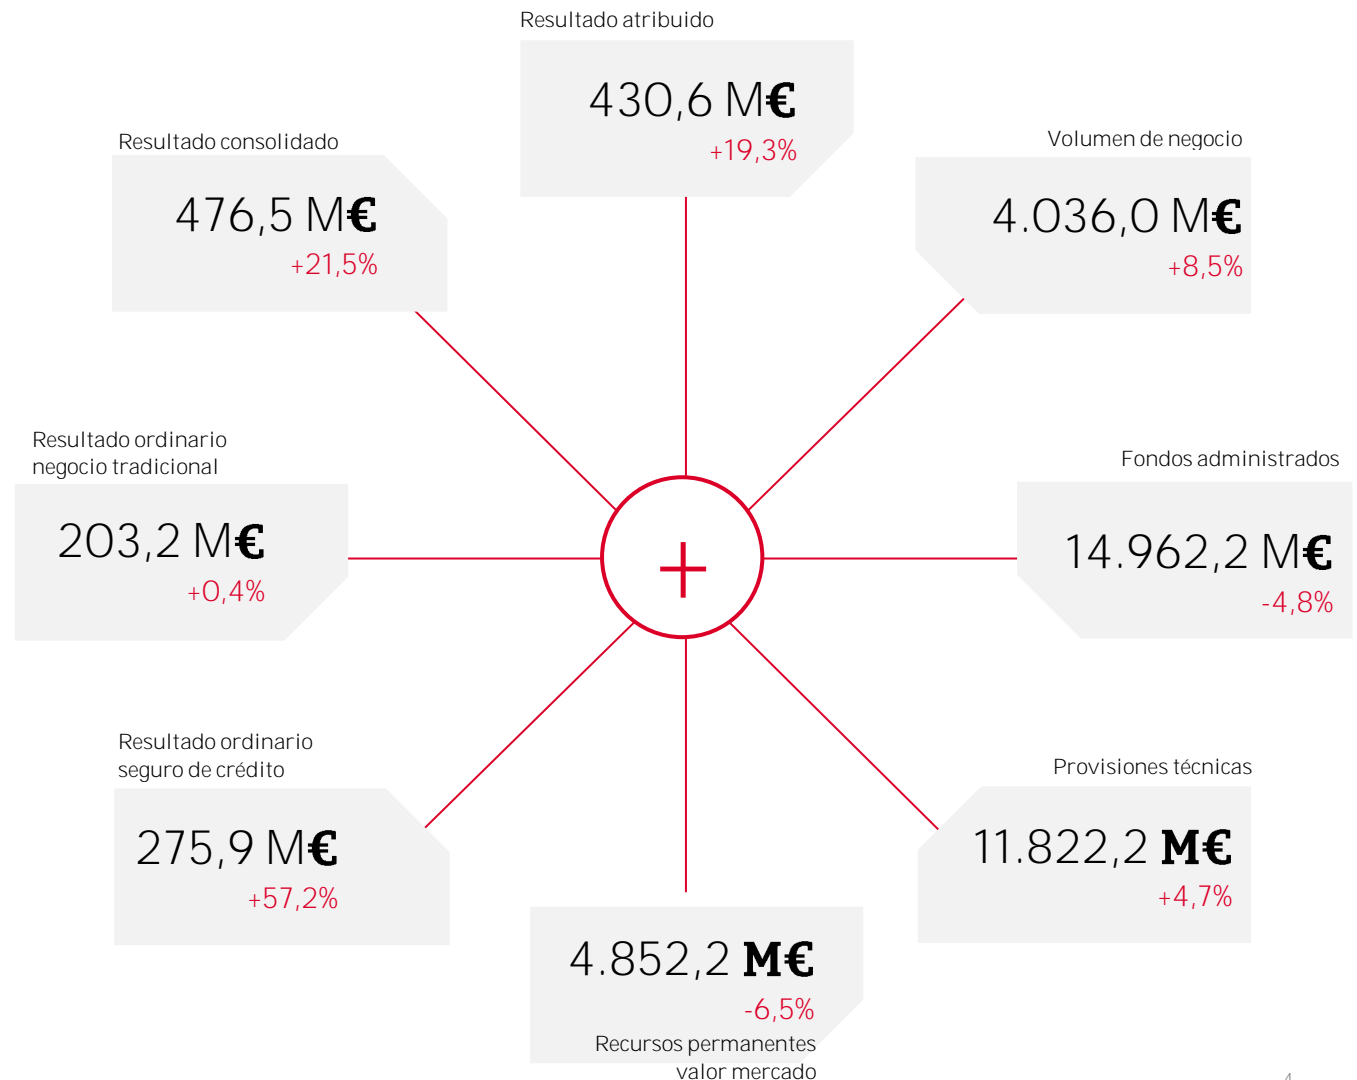 Resultado atribuido
430,6 M€
+19,3%
Resultado consolidado
476,5 M€
+21,5%
Volumen de negocio
4.036,0 M€
+8,5%
Resultado ordinario
negocio tradicional
203,2 M€
+0,4%
Fondos administrados
14.962,2 M€
-4,8%
Resultado ordinario
seguro de crédito
275,9 M€
+57,2%
Provisiones técnicas
11.822,2 M€
+4,7%
4.852,2 M€
-6,5%
Recursos permanentes
valor mercado
4